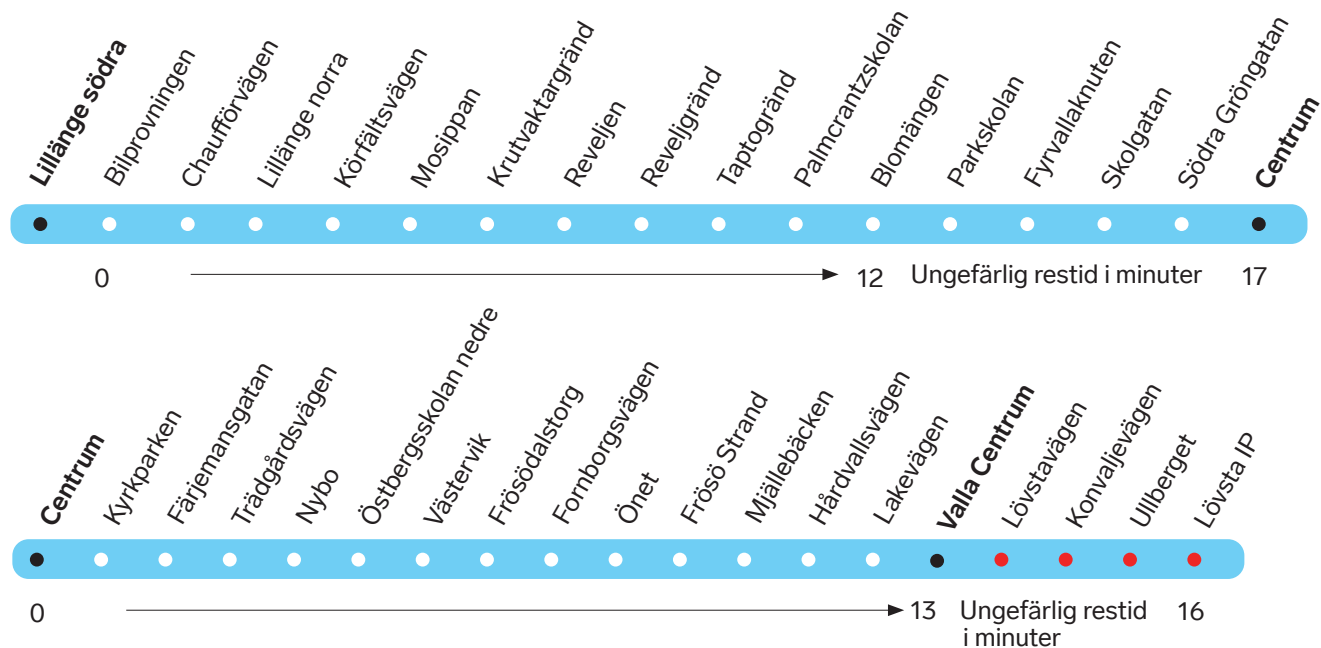 Lillänge södra
Bilprovningen
Chaufförvägen
Lillänge norra
Körfältsvägen
Mosippan
Krutvaktargränd
Reveljen
Reveljgränd
Taptogränd
Palmcrantzskolan
Blomängen
Parkskolan
Fyrvallaknuten
Skolgatan
Södra Gröngatan
Centrum
0 12 Ungefärlig restid i minuter 17
Centrum
Kyrkparken
Färjemansgatan
Trädgårdsvägen
Nybo
Östbergsskolan nedre
Västervik
Frösödalstorg
Fornborgsvägen
Önet
Frösö Strand
Mjällebäcken
Hårdvallsvägen
Lakevägen
Valla Centrum
Lövstavägen
Konvaljevägen
Ullberget
Lövsta IP
0 13 Ungefärlig restid 16
i minuter